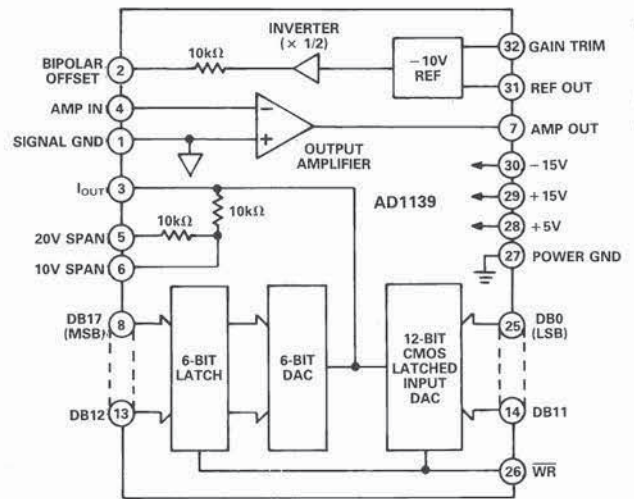 INVERTER
(× 1/2)
10kΩ
BIPOLAR
OFFSET
2
−10V
REF
32
GAIN TRIM
31
REF OUT
AMP IN
4
−
SIGNAL GND
1
+
OUTPUT
AMPLIFIER
7
AMP OUT
30
−15V
29
+15V
28
+5V
27
POWER GND
AD1139
IOUT
3
10kΩ
10kΩ
20V SPAN
5
10V SPAN
6
DB17
(MSB)
8
6-BIT
LATCH
6-BIT
DAC
12-BIT
CMOS
LATCHED
INPUT
DAC
25
DB0
(LSB)
DB12
13
14
DB11
26
W̅R̅